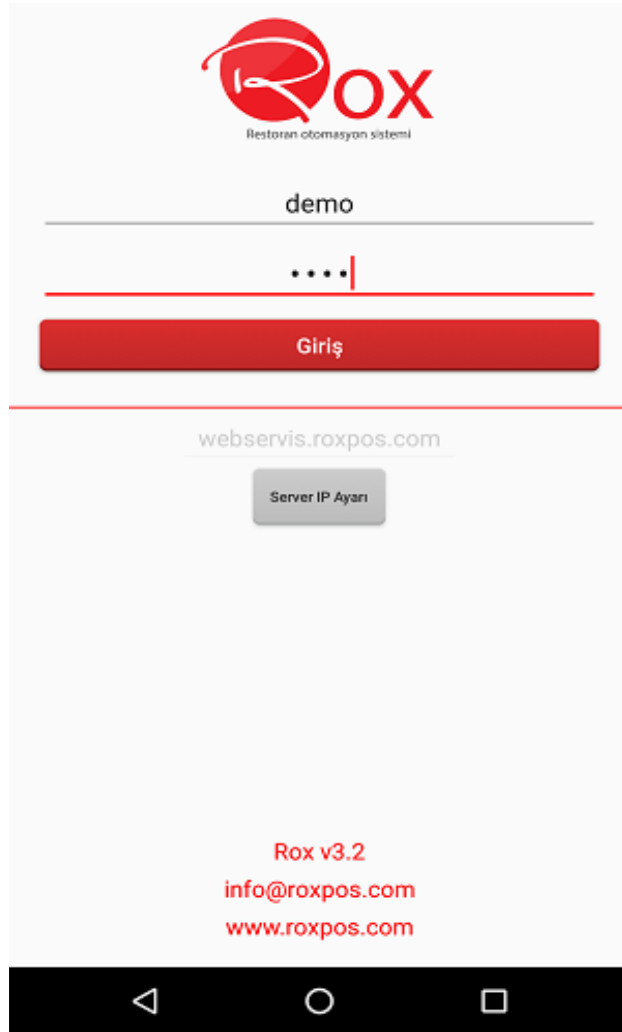 Rox
Restoran otomasyon sistemi
demo
••••
Giriş
webservis.roxpos.com
Server IP Ayarı
Rox v3.2
info@roxpos.com
www.roxpos.com